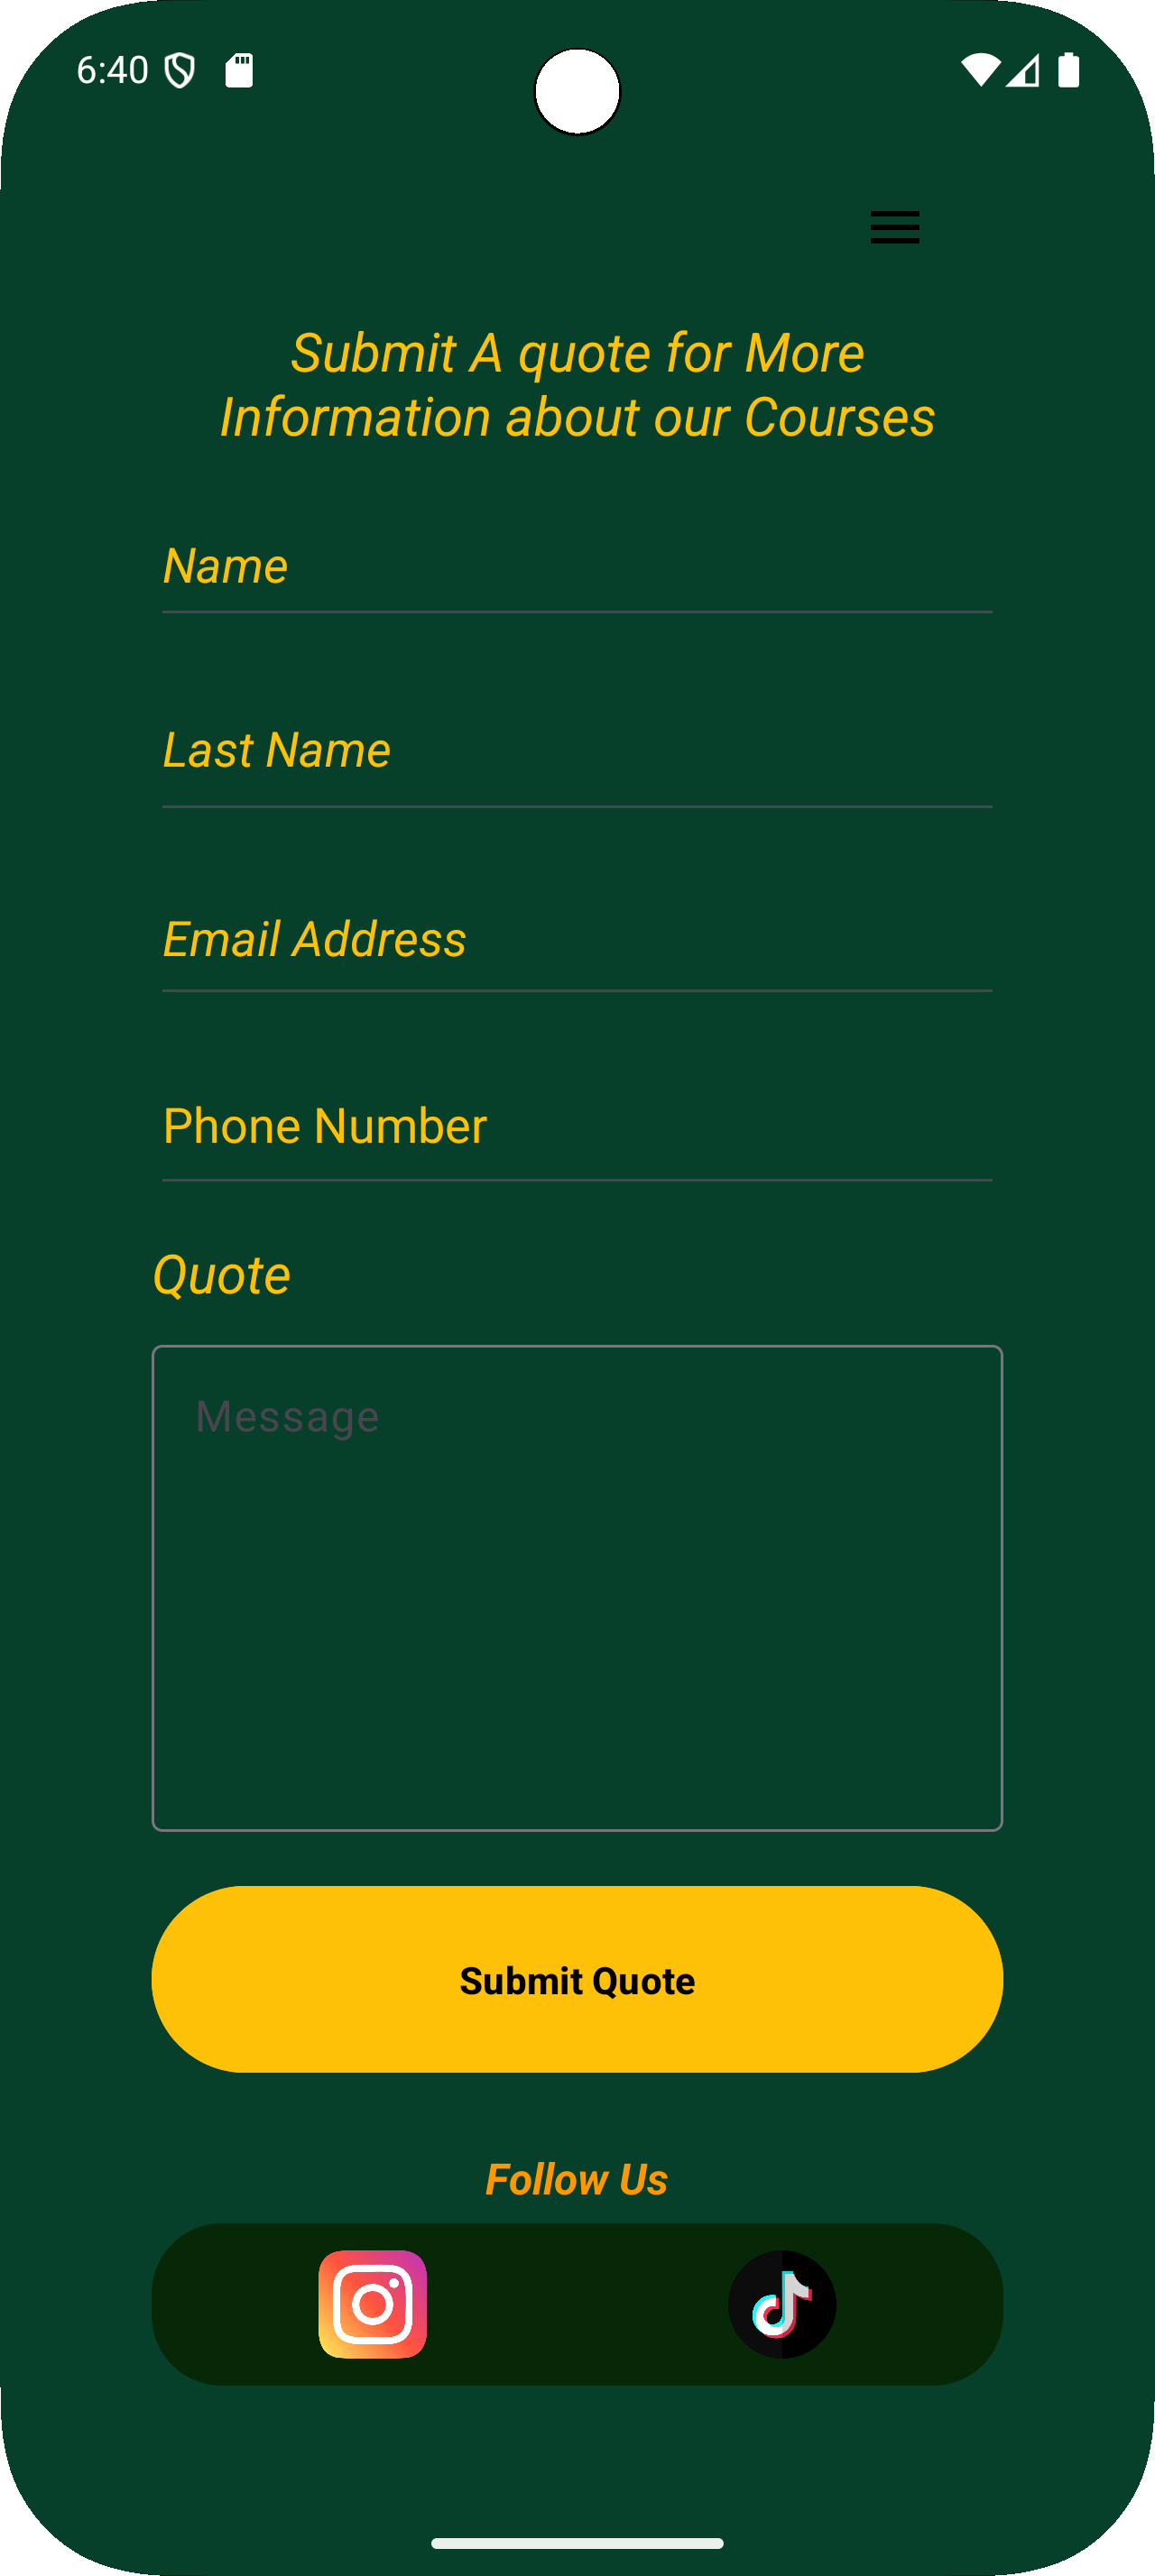 6:40
Submit A quote for More
Information about our Courses
Name
Last Name
Email Address
Phone Number
Quote
Message
Submit Quote
Follow Us